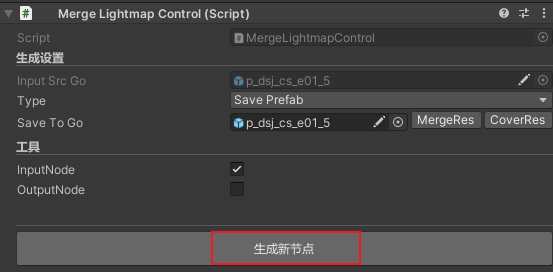 Merge Lightmap Control (Script)
Script MergeLightmapControl
生成设置
Input Src Go p_dsj_cs_e01_5
Type Save Prefab
Save To Go p_dsj_cs_e01_5 MergeRes CoverRes
工具
InputNode
OutputNode
生成新节点